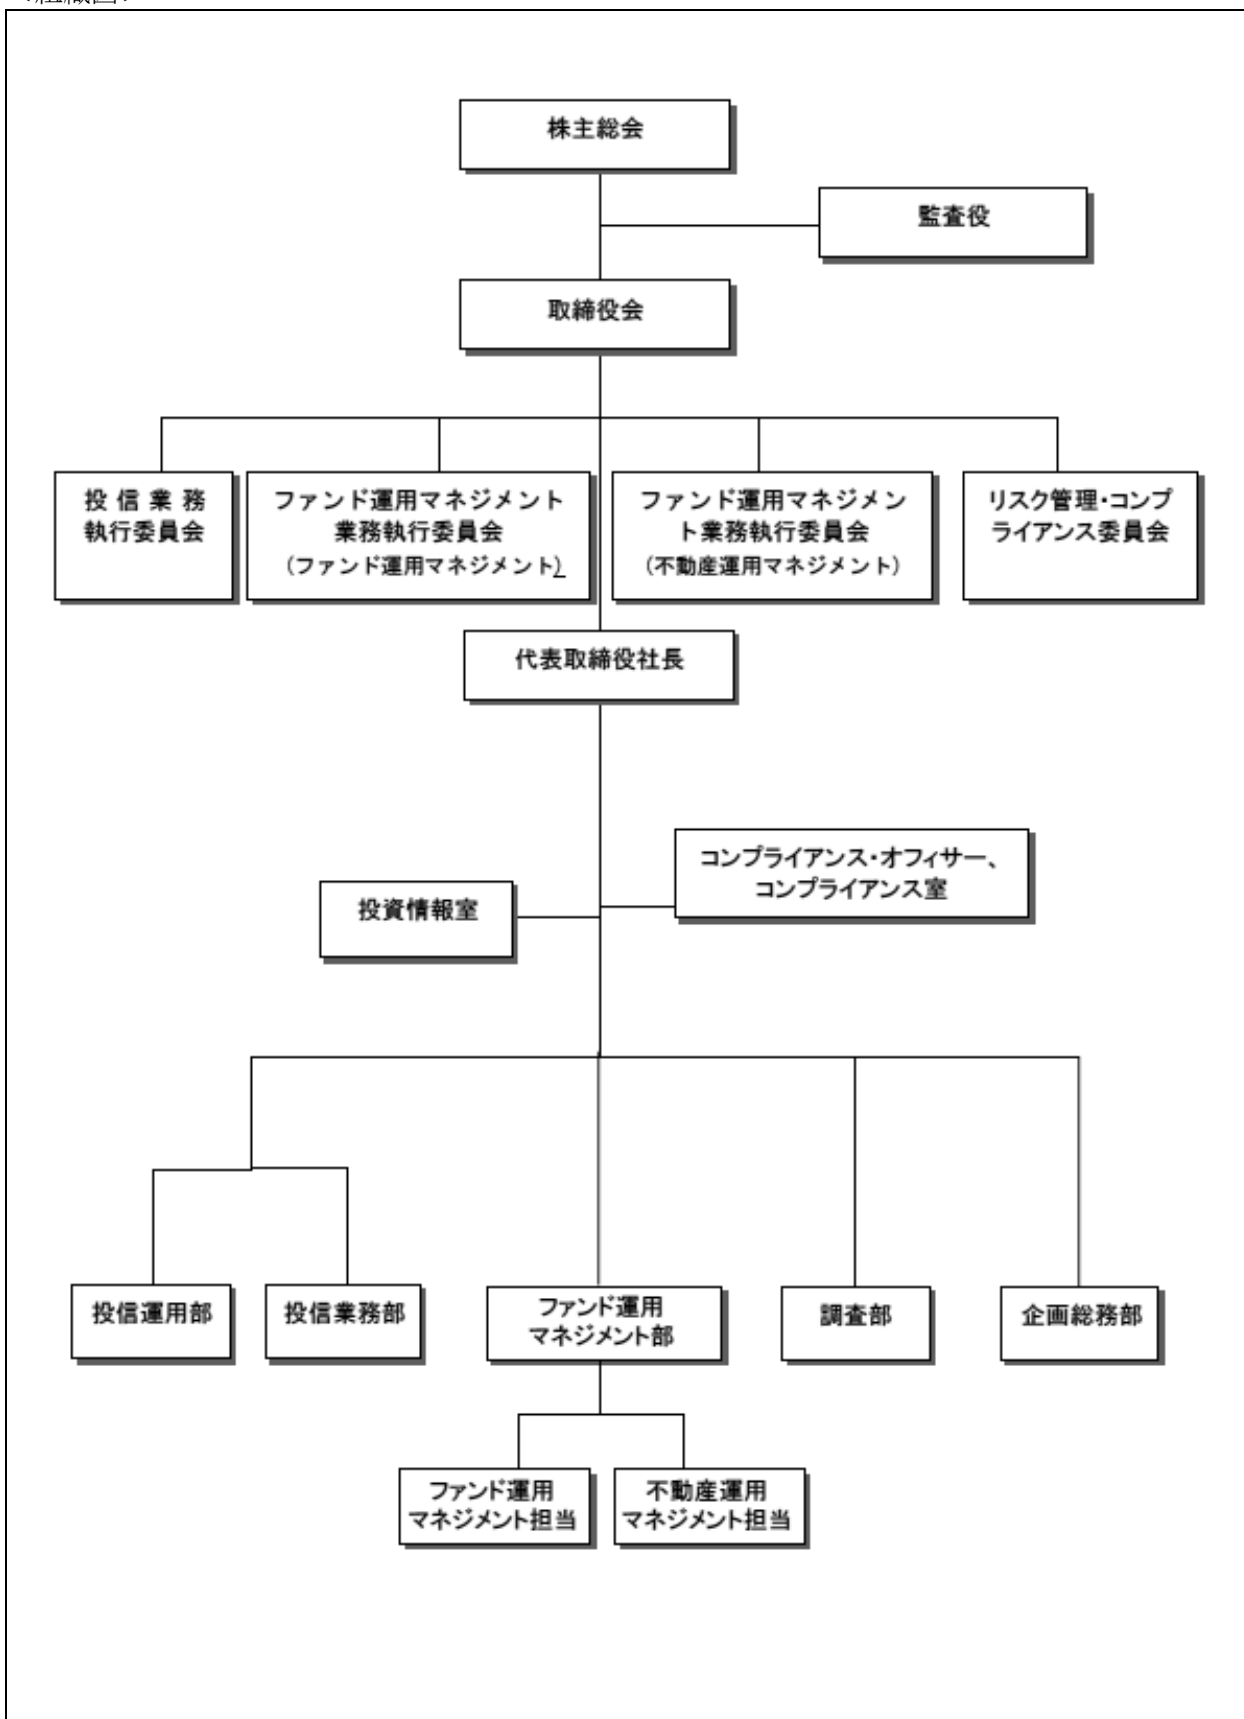 株主総会
監査役
取締役会
投信業務
執行委員会
ファンド運用マネジメント
業務執行委員会
(ファンド運用マネジメント)
ファンド運用マネジメン
ト業務執行委員会
(不動産運用マネジメント)
リスク管理・コンプ
ライアンス委員会
代表取締役社長
コンプライアンス・オフィサー、
コンプライアンス室
投資情報室
投信運用部
投信業務部
ファンド運用
マネジメント部
調査部
企画総務部
ファンド運用
マネジメント担当
不動産運用
マネジメント担当